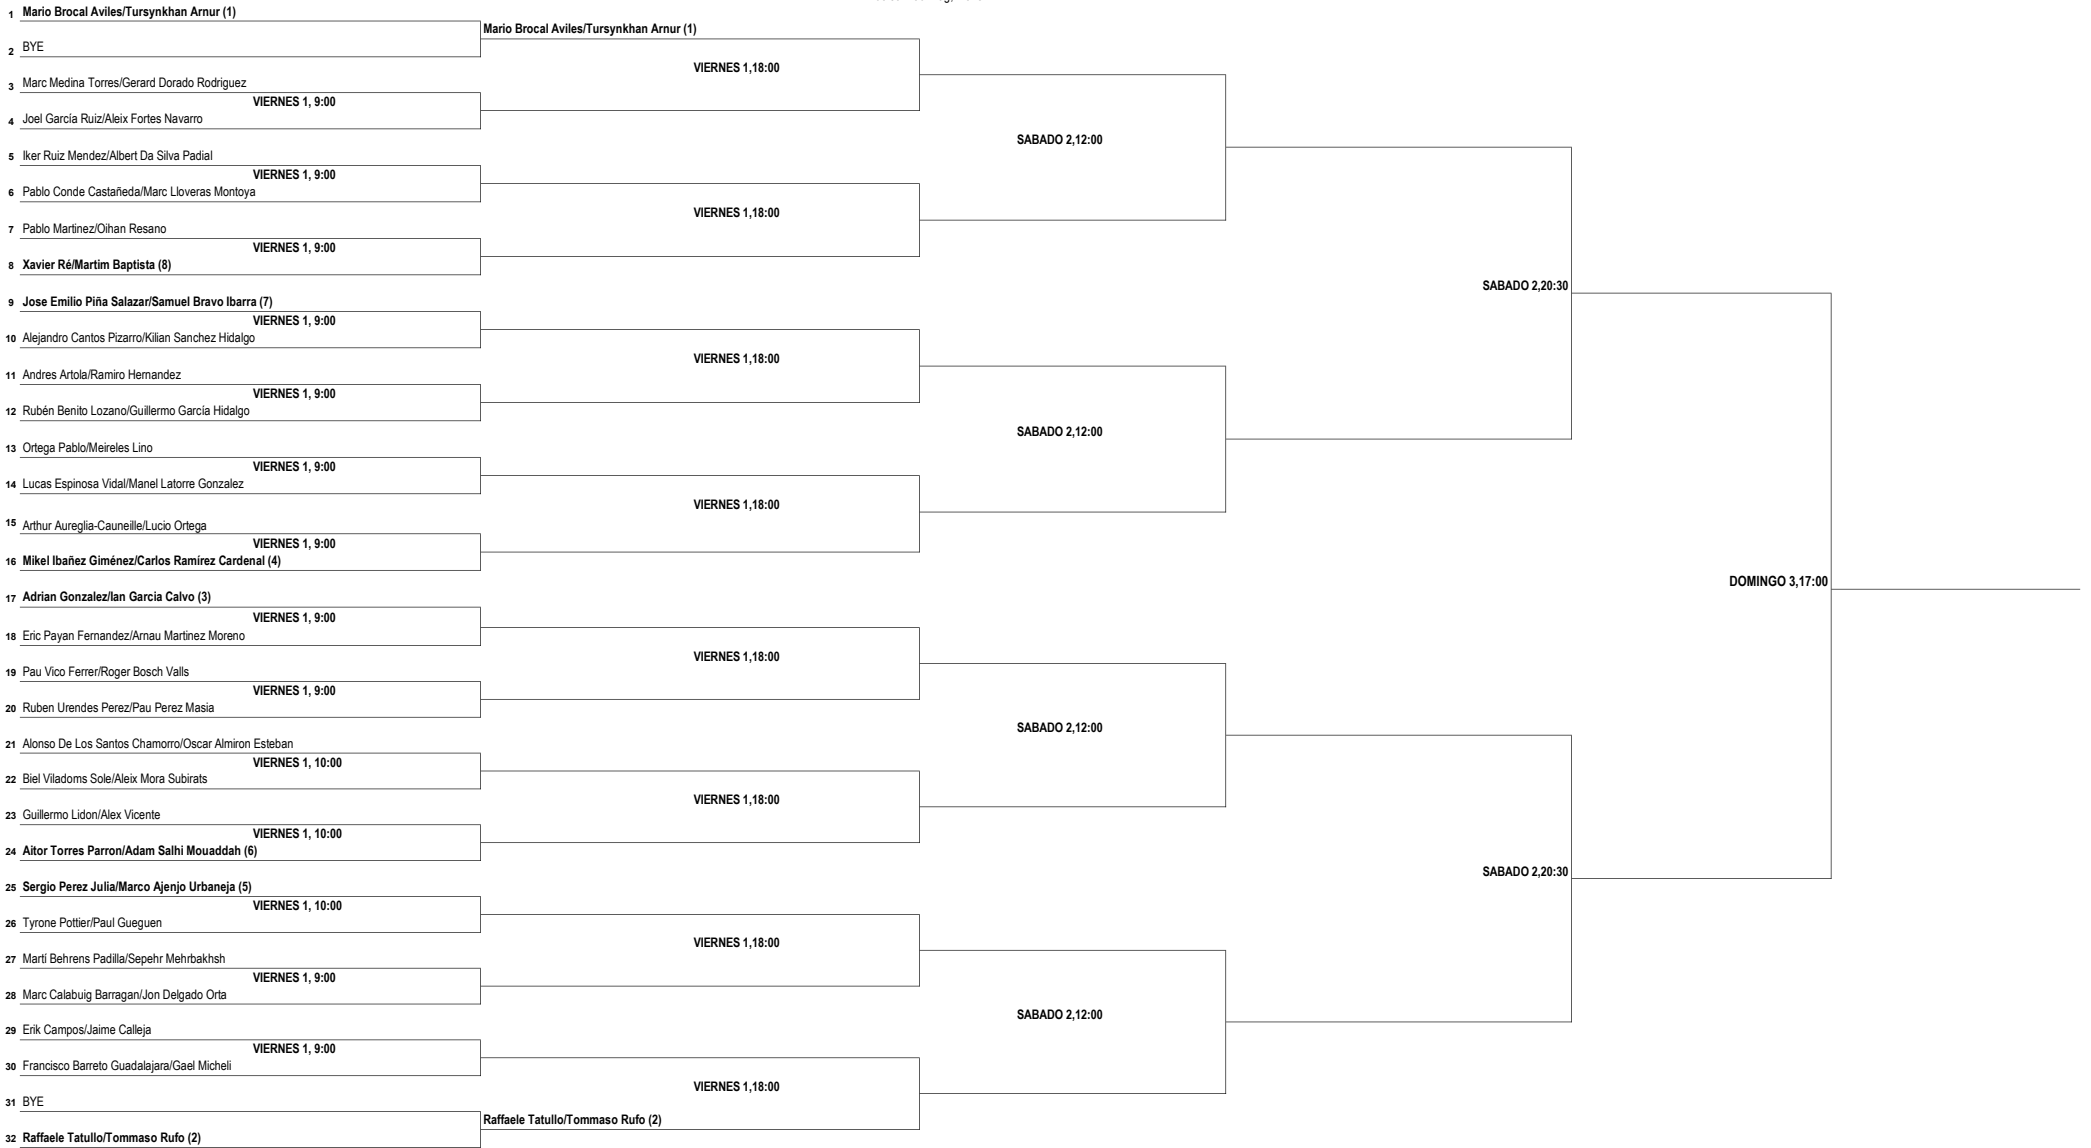 1 Mario Brocal Aviles/Tursynkhan Arnur (1)
Mario Brocal Aviles/Tursynkhan Arnur (1)
2 BYE
VIERNES 1,18:00
3 Marc Medina Torres/Gerard Dorado Rodriguez
VIERNES 1, 9:00
4 Joel García Ruiz/Aleix Fortes Navarro
SABADO 2,12:00
5 Iker Ruiz Mendez/Albert Da Silva Padial
VIERNES 1, 9:00
6 Pablo Conde Castañeda/Marc Lloveras Montoya
VIERNES 1,18:00
7 Pablo Martinez/Oihan Resano
VIERNES 1, 9:00
8 Xavier Ré/Martim Baptista (8)
SABADO 2,20:30
9 Jose Emilio Piña Salazar/Samuel Bravo Ibarra (7)
VIERNES 1, 9:00
10 Alejandro Cantos Pizarro/Kilian Sanchez Hidalgo
VIERNES 1,18:00
11 Andres Artola/Ramiro Hernandez
VIERNES 1, 9:00
12 Rubén Benito Lozano/Guillermo García Hidalgo
SABADO 2,12:00
13 Ortega Pablo/Meireles Lino
VIERNES 1, 9:00
14 Lucas Espinosa Vidal/Manel Latorre Gonzalez
VIERNES 1,18:00
15 Arthur Aureglia-Cauneille/Lucio Ortega
VIERNES 1, 9:00
16 Mikel Ibañez Giménez/Carlos Ramírez Cardenal (4)
DOMINGO 3,17:00
17 Adrian Gonzalez/Ian Garcia Calvo (3)
VIERNES 1, 9:00
18 Eric Payan Fernandez/Arnau Martinez Moreno
VIERNES 1,18:00
19 Pau Vico Ferrer/Roger Bosch Valls
VIERNES 1, 9:00
20 Ruben Urendes Perez/Pau Perez Masia
SABADO 2,12:00
21 Alonso De Los Santos Chamorro/Oscar Almiron Esteban
VIERNES 1, 10:00
22 Biel Viladoms Sole/Aleix Mora Subirats
VIERNES 1,18:00
23 Guillermo Lidon/Alex Vicente
VIERNES 1, 10:00
24 Aitor Torres Parron/Adam Salhi Mouaddah (6)
SABADO 2,20:30
25 Sergio Perez Julia/Marco Ajenjo Urbaneja (5)
VIERNES 1, 10:00
26 Tyrone Pottier/Paul Gueguen
VIERNES 1,18:00
27 Martí Behrens Padilla/Sepehr Mehrbakhsh
VIERNES 1, 9:00
28 Marc Calabuig Barragan/Jon Delgado Orta
SABADO 2,12:00
29 Erik Campos/Jaime Calleja
VIERNES 1, 9:00
30 Francisco Barreto Guadalajara/Gael Micheli
VIERNES 1,18:00
31 BYE
Raffaele Tatullo/Tommaso Rufo (2)
32 Raffaele Tatullo/Tommaso Rufo (2)